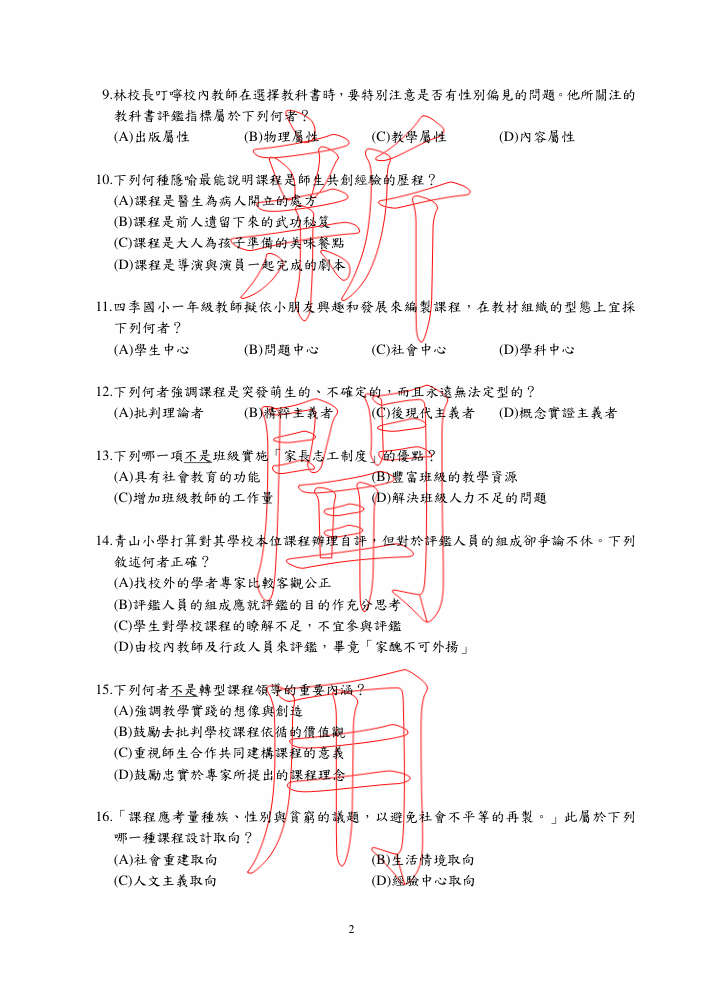 9.林校長叮嚀校內教師在選擇教科書時，要特別注意是否有性別偏見的問題。他所關注的
教科書評鑑指標屬於下列何者？
(A)出版屬性 (B)物理屬性 (C)教學屬性 (D)內容屬性
10.下列何種隱喻最能說明課程是師生共創經驗的歷程？
(A)課程是醫生為病人開立的處方
(B)課程是前人遺留下來的武功秘笈
(C)課程是大人為孩子準備的美味餐點
(D)課程是導演與演員一起完成的劇本
11.四季國小一年級教師擬依小朋友興趣和發展來編製課程，在教材組織的型態上宜採
下列何者？
(A)學生中心 (B)問題中心 (C)社會中心 (D)學科中心
12.下列何者強調課程是突發萌生的、不確定的，而且永遠無法定型的？
(A)批判理論者 (B)精粹主義者 (C)後現代主義者 (D)概念實證主義者
13.下列哪一項不是班級實施「家長志工制度」的優點？
(A)具有社會教育的功能 (B)豐富班級的教學資源
(C)增加班級教師的工作量 (D)解決班級人力不足的問題
14.青山小學打算對其學校本位課程辦理自評，但對於評鑑人員的組成卻爭論不休。下列
敘述何者正確？
(A)找校外的學者專家比較客觀公正
(B)評鑑人員的組成應就評鑑的目的作充分思考
(C)學生對學校課程的瞭解不足，不宜參與評鑑
(D)由校內教師及行政人員來評鑑，畢竟「家醜不可外揚」
15.下列何者不是轉型課程領導的重要內涵？
(A)強調教學實踐的想像與創造
(B)鼓勵去批判學校課程依循的價值觀
(C)重視師生合作共同建構課程的意義
(D)鼓勵忠實於專家所提出的課程理念
16.「課程應考量種族、性別與貧窮的議題，以避免社會不平等的再製。」此屬於下列
哪一種課程設計取向？
(A)社會重建取向 (B)生活情境取向
(C)人文主義取向 (D)經驗中心取向
2
新聞用